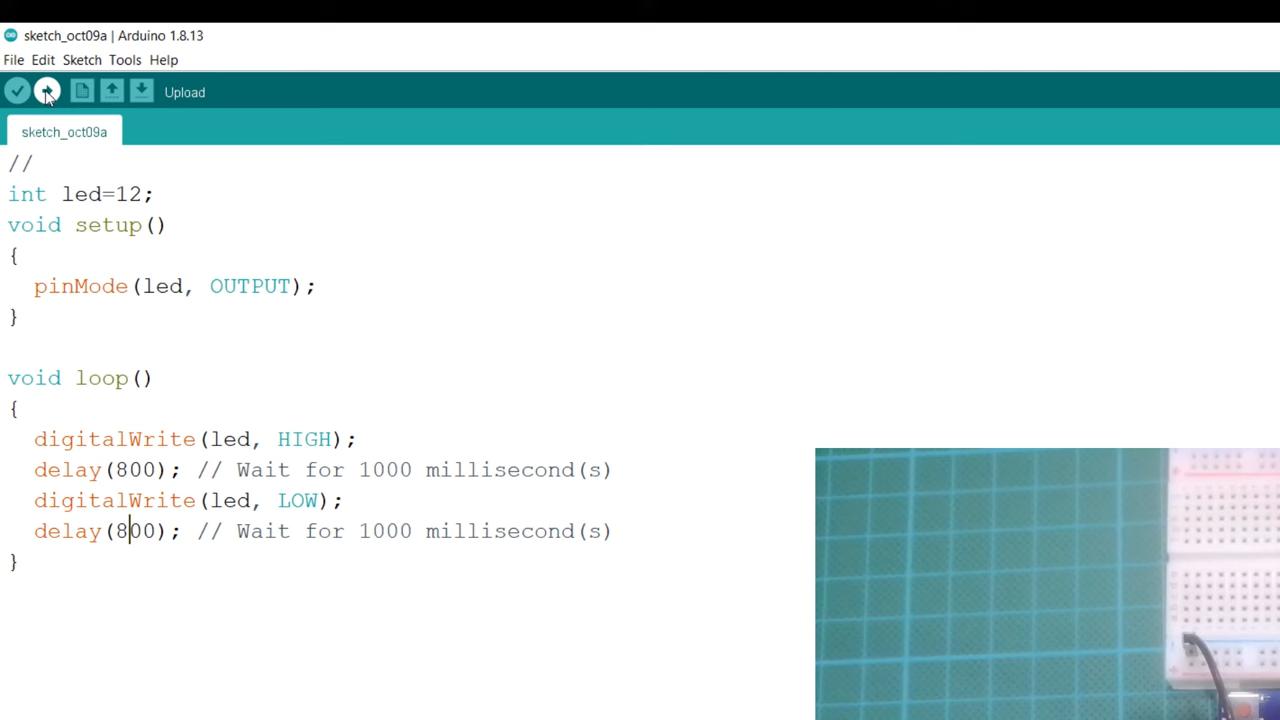 sketch_oct09a | Arduino 1.8.13
File Edit Sketch Tools Help
Upload
sketch_oct09a
//
int led=12;
void setup()
{
  pinMode(led, OUTPUT);
}

void loop()
{
  digitalWrite(led, HIGH);
  delay(800); // Wait for 1000 millisecond(s)
  digitalWrite(led, LOW);
  delay(800); // Wait for 1000 millisecond(s)
}